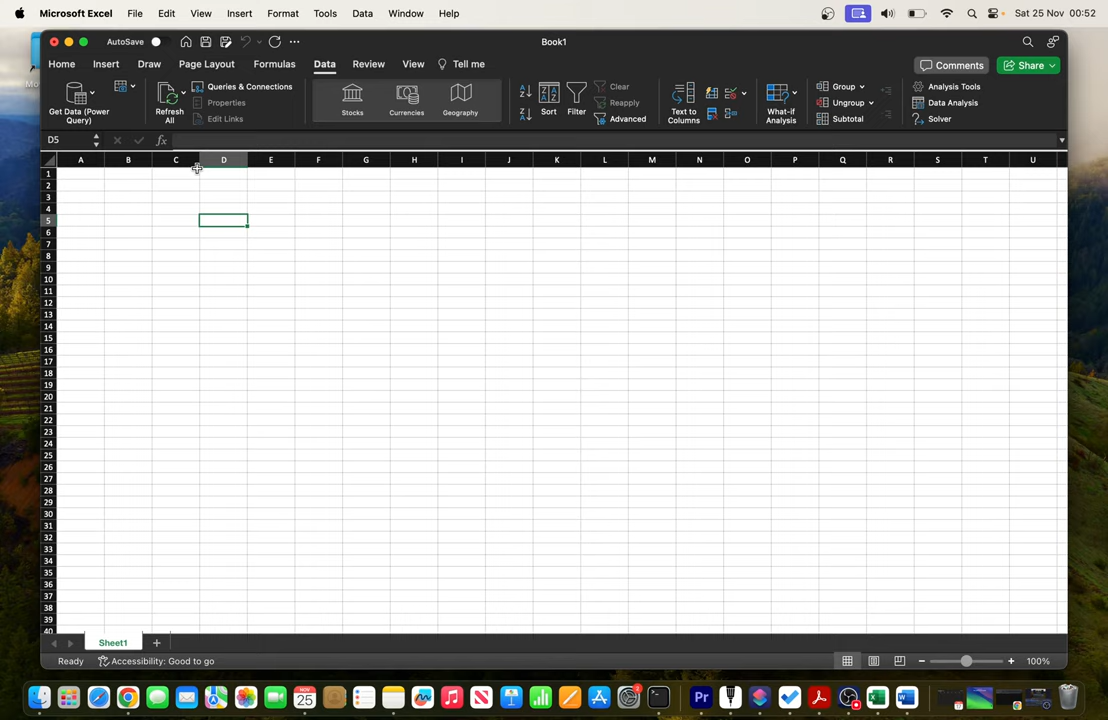 Microsoft Excel File Edit View Insert Format Tools Data Window Help Sat 25 Nov 00:52
AutoSave Book1
Home Insert Draw Page Layout Formulas Data Review View Tell me Comments Share
Get Data (Power Query)
Refresh All
Queries & Connections
Properties
Edit Links
Stocks Currencies Geography
Sort Filter
Clear
Reapply
Advanced
Text to Columns
What-if Analysis
Group
Ungroup
Subtotal
Analysis Tools
Data Analysis
Solver
D5 fx
A B C D E F G H I J K L M N O P Q R S T U
1
2
3
4
5
6
7
8
9
10
11
12
13
14
15
16
17
18
19
20
21
22
23
24
25
26
27
28
29
30
31
32
33
34
35
36
37
38
39
40
Sheet1
Ready Accessibility: Good to go 100%
NOV 25